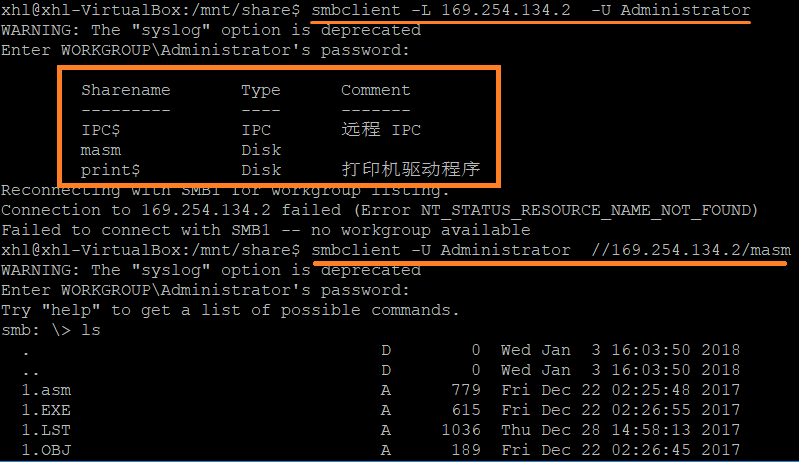 xhl@xhl-VirtualBox:/mnt/share$ smbclient -L 169.254.134.2  -U Administrator
WARNING: The "syslog" option is deprecated
Enter WORKGROUP\Administrator's password:
Sharename       Type      Comment
---------       ----      -------
IPC$            IPC       远程 IPC
masm            Disk
print$          Disk      打印机驱动程序
Reconnecting with SMB1 for workgroup listing.
Connection to 169.254.134.2 failed (Error NT_STATUS_RESOURCE_NAME_NOT_FOUND)
Failed to connect with SMB1 -- no workgroup available
xhl@xhl-VirtualBox:/mnt/share$ smbclient -U Administrator  //169.254.134.2/masm
WARNING: The "syslog" option is deprecated
Enter WORKGROUP\Administrator's password:
Try "help" to get a list of possible commands.
smb: \> ls
  .                                   D        0  Wed Jan  3 16:03:50 2018
  ..                                  D        0  Wed Jan  3 16:03:50 2018
  1.asm                               A      779  Fri Dec 22 02:25:48 2017
  1.EXE                               A      615  Fri Dec 22 02:26:55 2017
  1.LST                               A     1036  Thu Dec 28 14:58:13 2017
  1.OBJ                               A      189  Fri Dec 22 02:26:45 2017